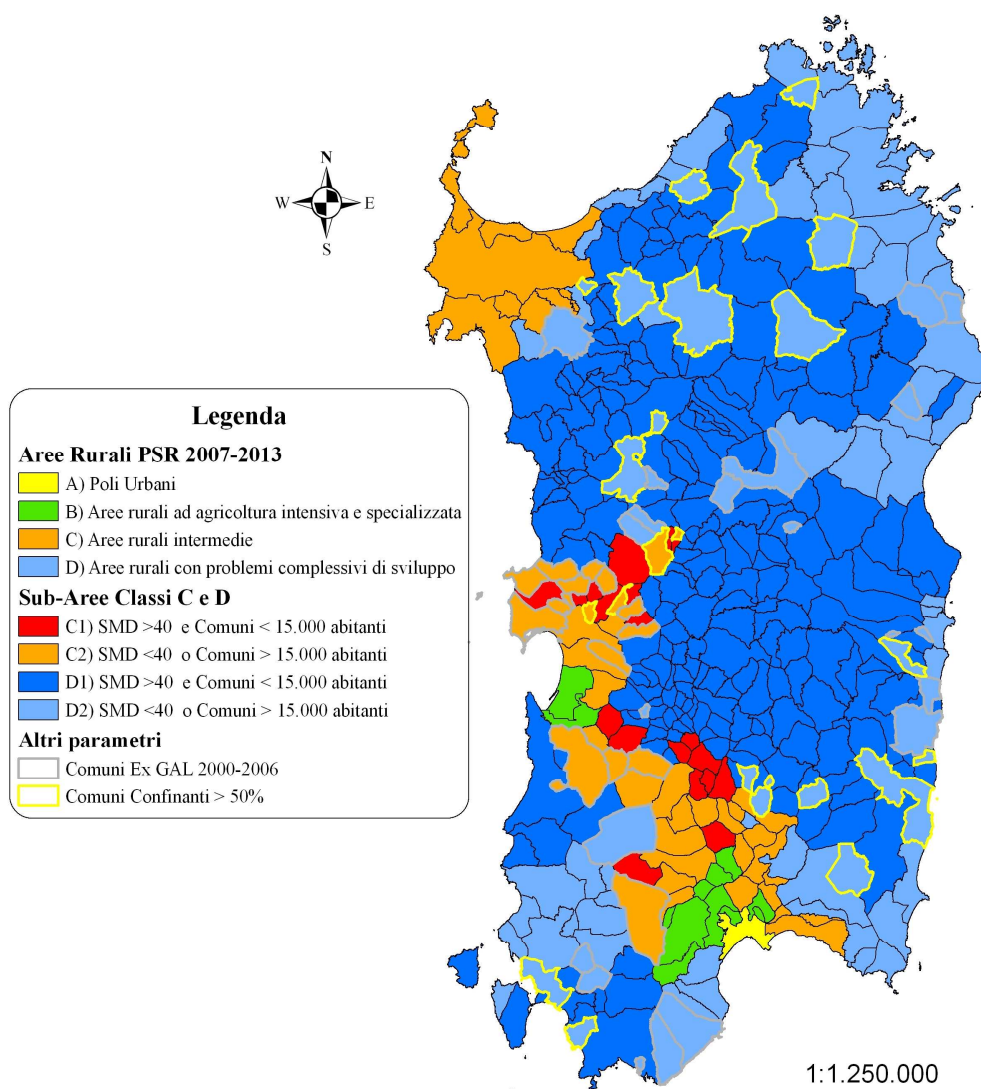 N
W E
S
Legenda
Aree Rurali PSR 2007-2013
A) Poli Urbani
B) Aree rurali ad agricoltura intensiva e specializzata
C) Aree rurali intermedie
D) Aree rurali con problemi complessivi di sviluppo
Sub-Aree Classi C e D
C1) SMD >40 e Comuni < 15.000 abitanti
C2) SMD <40 o Comuni > 15.000 abitanti
D1) SMD >40 e Comuni < 15.000 abitanti
D2) SMD <40 o Comuni > 15.000 abitanti
Altri parametri
Comuni Ex GAL 2000-2006
Comuni Confinanti > 50%
1:1.250.000